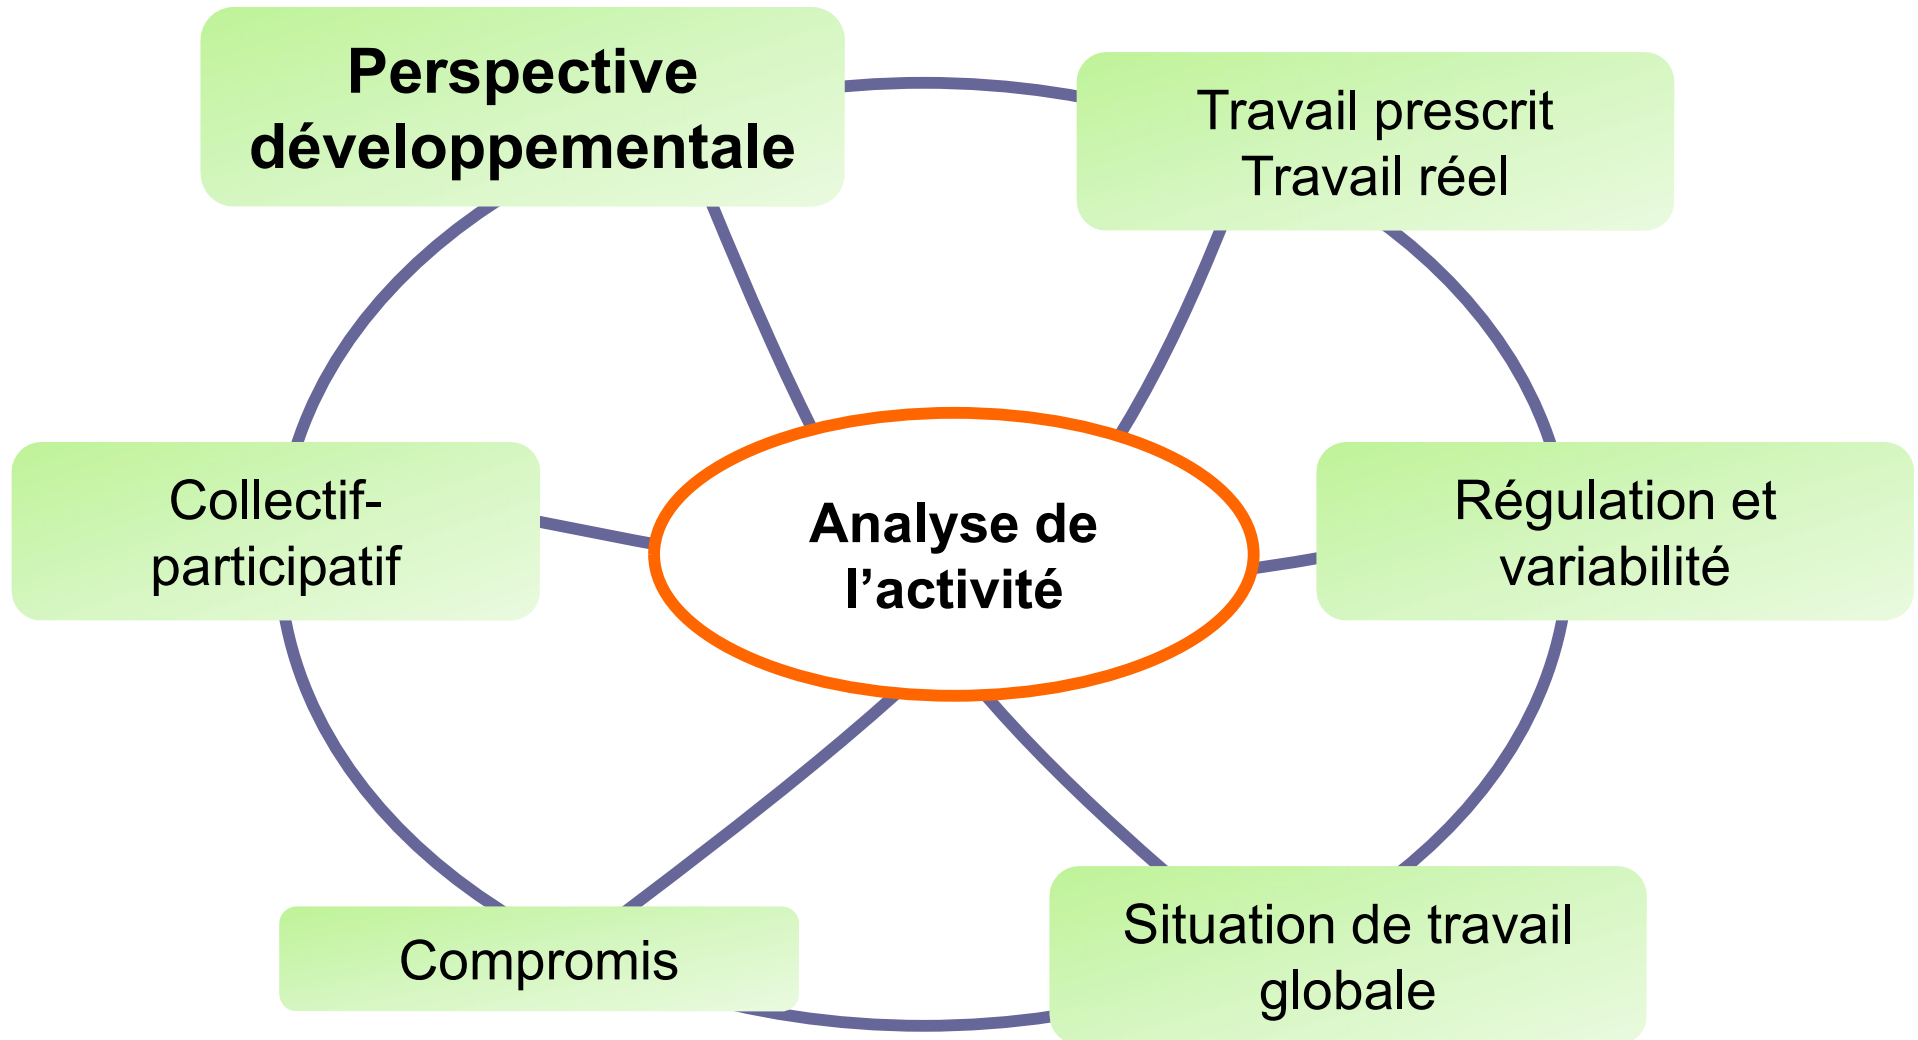 Perspective
développementale
Travail prescrit
Travail réel
Collectif-
participatif
Analyse de
l’activité
Régulation et
variabilité
Compromis
Situation de travail
globale